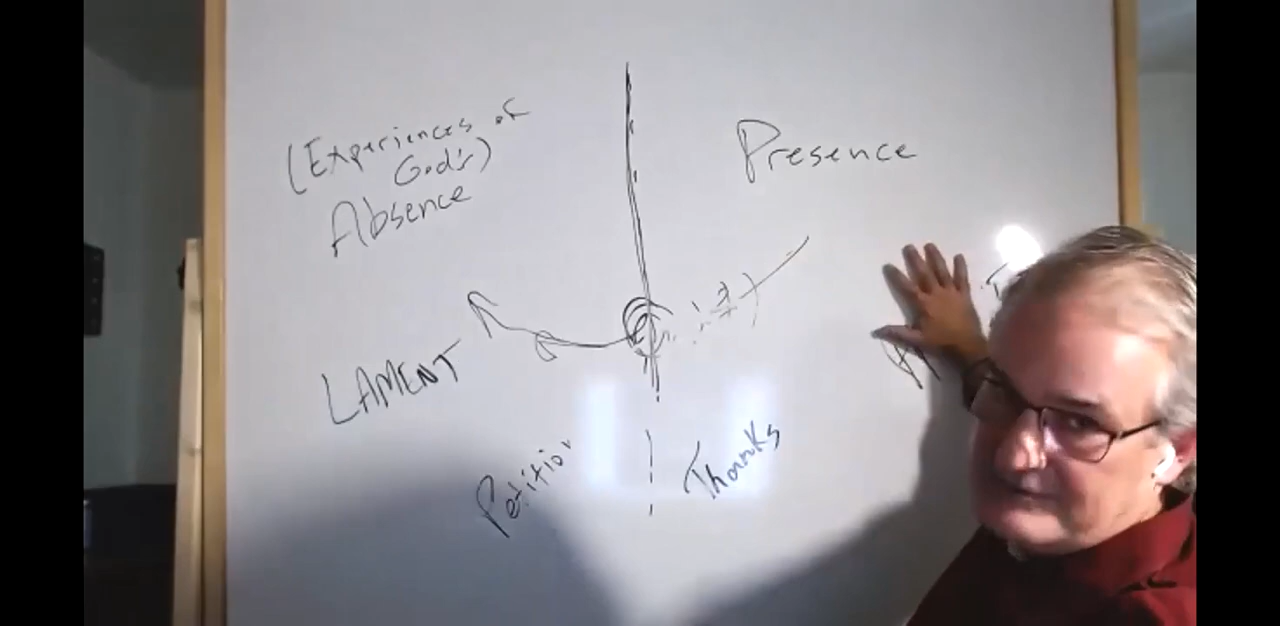 (Experiences of
God's)
Absence
Presence
LAMENT
Petition
Thanks